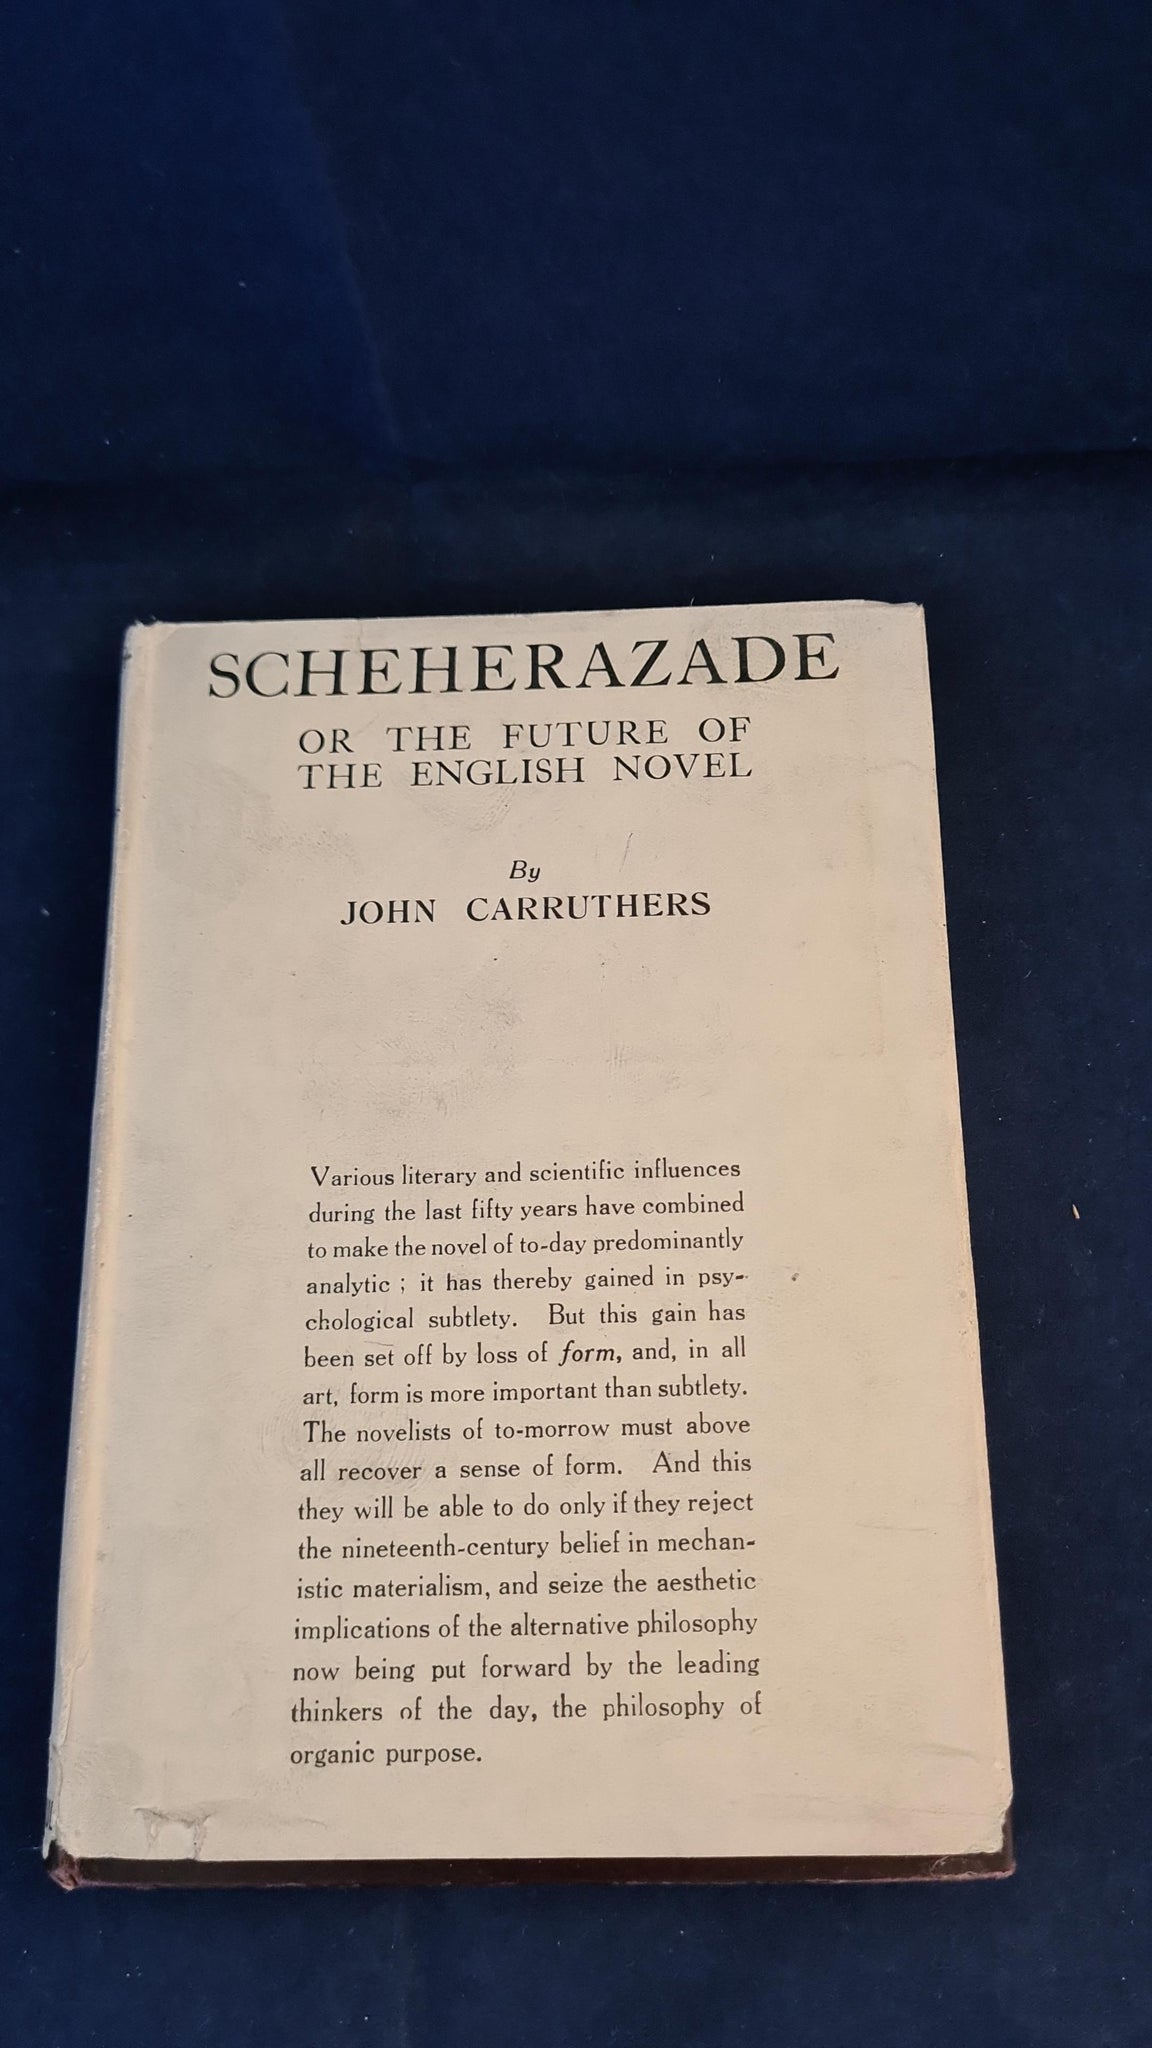 SCHEHERAZADE
OR THE FUTURE OF
THE ENGLISH NOVEL
By
JOHN CARRUTHERS
Various literary and scientific influences
during the last fifty years have combined
to make the novel of to-day predominantly
analytic ; it has thereby gained in psy-
chological subtlety. But this gain has
been set off by loss of form, and, in all
art, form is more important than subtlety.
The novelists of to-morrow must above
all recover a sense of form. And this
they will be able to do only if they reject
the nineteenth-century belief in mechan-
istic materialism, and seize the aesthetic
implications of the alternative philosophy
now being put forward by the leading
thinkers of the day, the philosophy of
organic purpose.